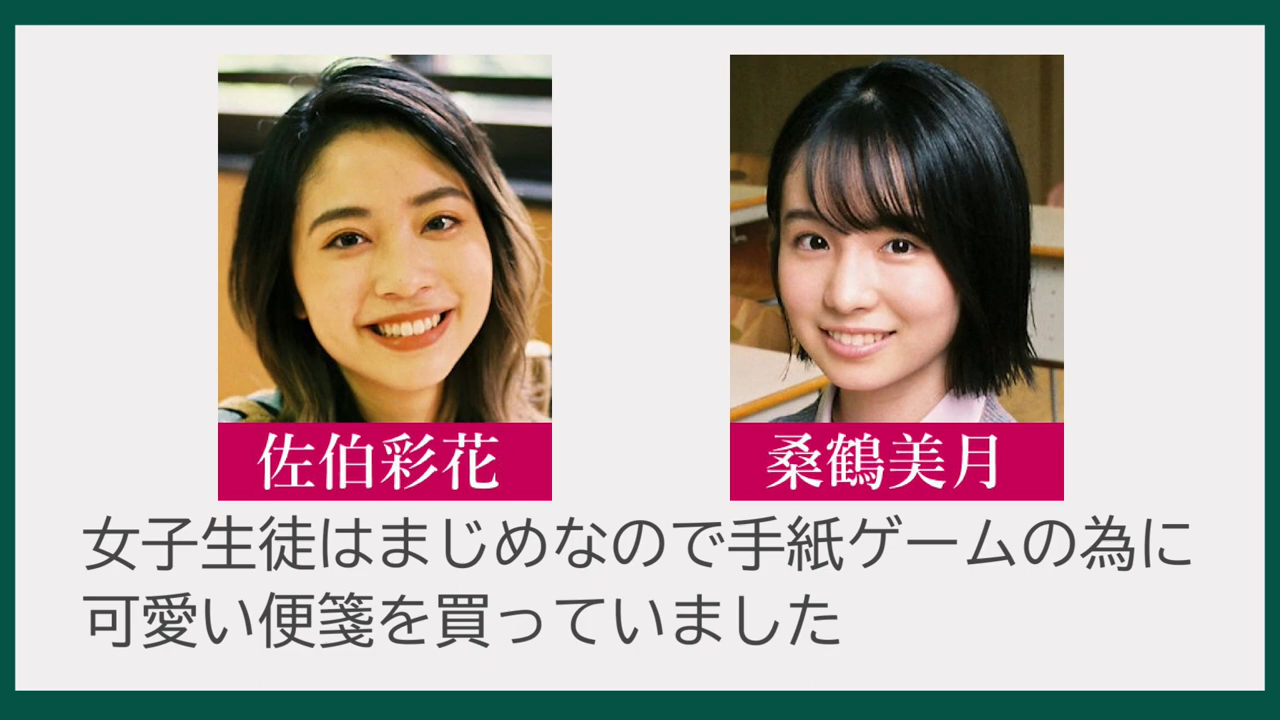 佐伯彩花
桑鶴美月
女子生徒はまじめなので手紙ゲームの為に
可愛い便箋を買っていました